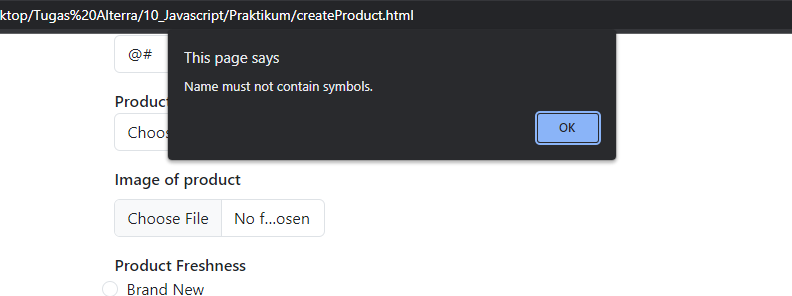 ktop/Tugas%20Alterra/10_Javascript/Praktikum/createProduct.html
@#
This page says
Name must not contain symbols.
OK
Product
Choos
Image of product
Choose File No f...osen
Product Freshness
Brand New